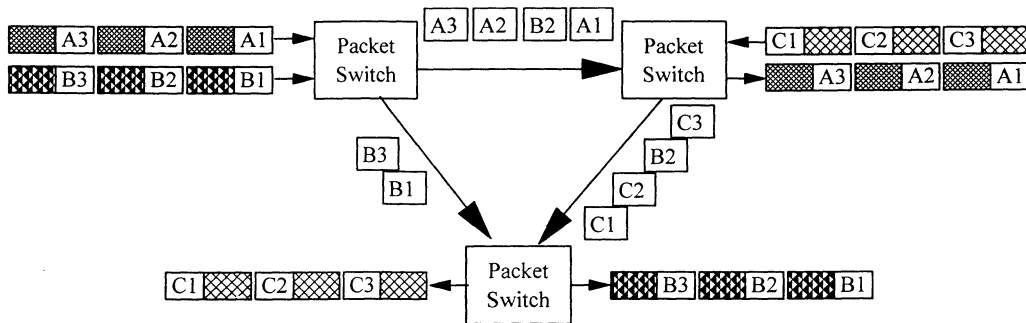 A3 A2 A1
B3 B2 B1
Packet
Switch
A3 A2 B2 A1
Packet
Switch
C1 C2 C3
A3 A2 A1
B3
B1
C3
B2
C2
C1
C1 C2 C3
Packet
Switch
B3 B2 B1